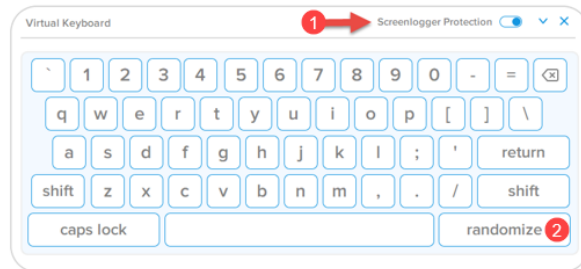 Virtual Keyboard 1 Screenlogger Protection
` 1 2 3 4 5 6 7 8 9 0 - =
q w e r t y u i o p [ ] \
a s d f g h j k l ; ' return
shift z x c v b n m , . / shift
caps lock randomize 2